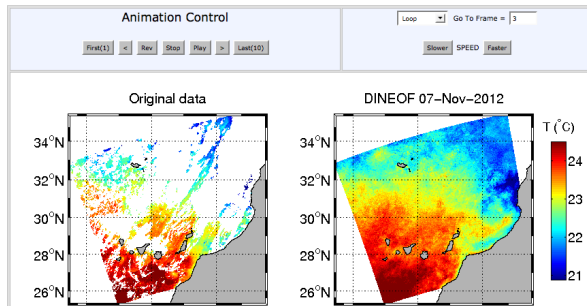 Animation Control
Loop Go To Frame = 3
First(1) < Rev Stop Play > Last(10)
Slower SPEED Faster
Original data
DINEOF 07-Nov-2012
T (°C)
34°N
32°N
30°N
28°N
26°N
34°N
32°N
30°N
28°N
26°N
24
23
22
21